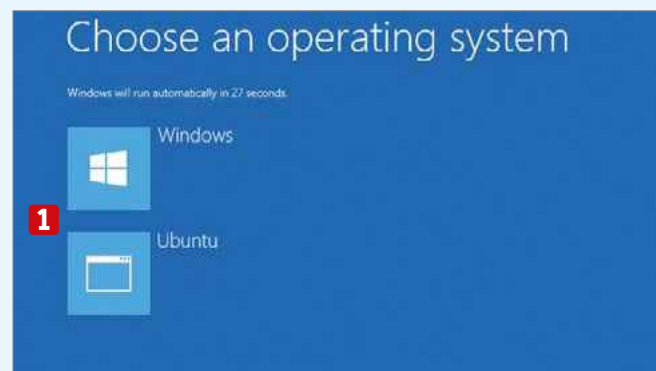 Choose an operating system
Windows will run automatically in 27 seconds.
Windows
1
Ubuntu